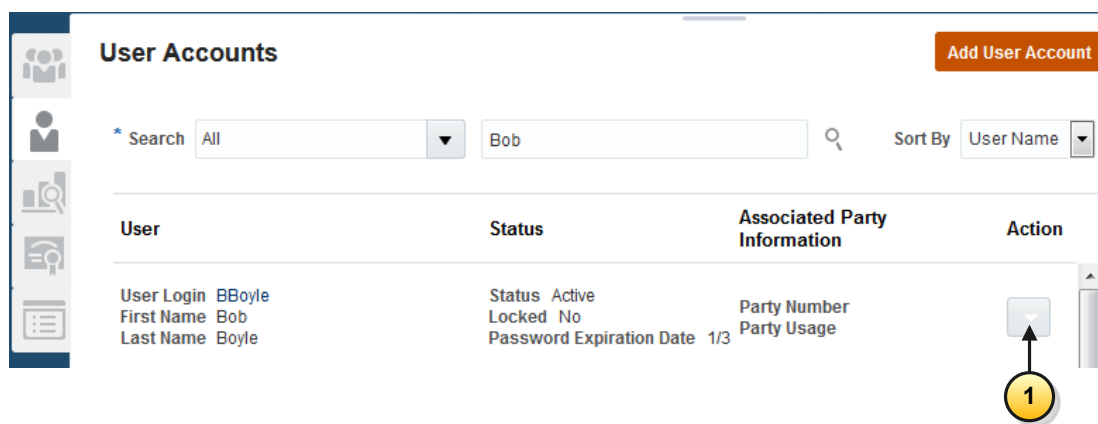 User Accounts
Add User Account
* Search All Bob Sort By User Name
User Status Associated Party Information Action
User Login BBoyle Status Active Party Number
First Name Bob Locked No Party Usage
Last Name Boyle Password Expiration Date 1/3
1